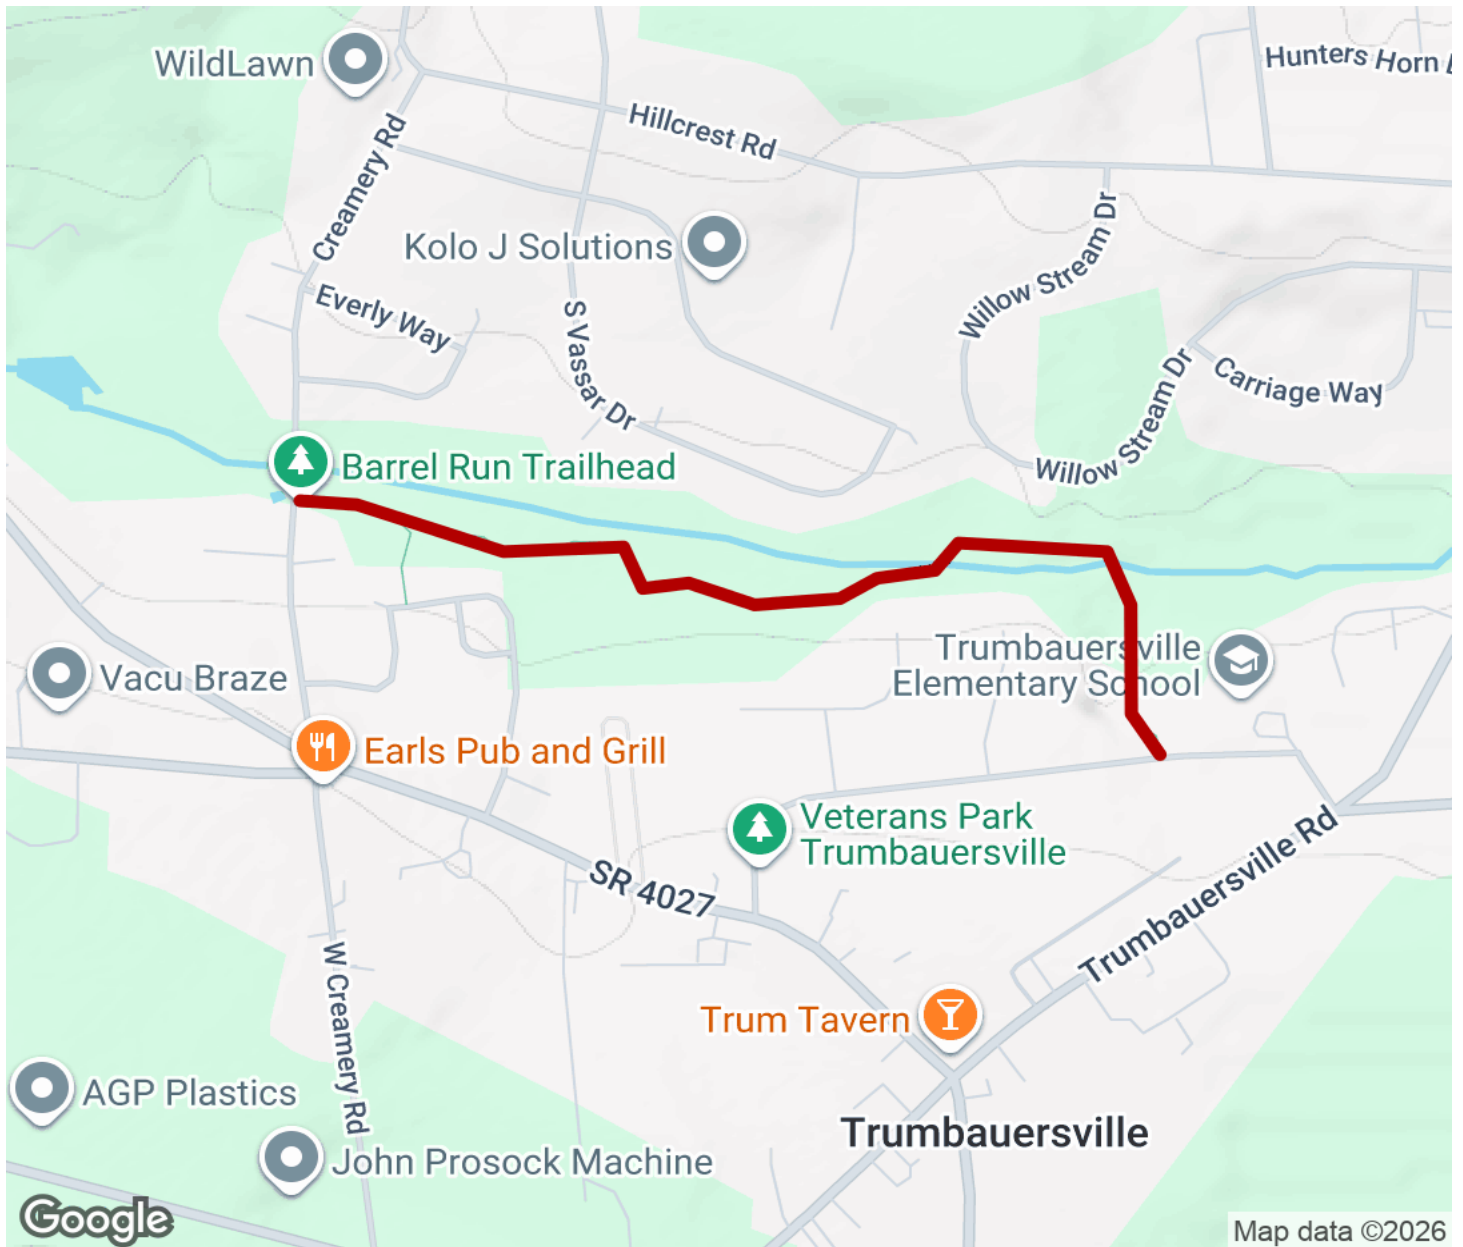 WildLawn
Hunters Horn
Hillcrest Rd
Creamery Rd
Kolo J Solutions
Willow Stream Dr
Everly Way
S Vassar Dr
Carriage Way
Willow Stream Dr
Barrel Run Trailhead
Trumbauersville
Elementary School
Vacu Braze
Earls Pub and Grill
Veterans Park
Trumbauersville
SR 4027
Trumbauersville Rd
W Creamery Rd
Trum Tavern
AGP Plastics
Trumbauersville
John Prosock Machine
Google
Map data ©2026